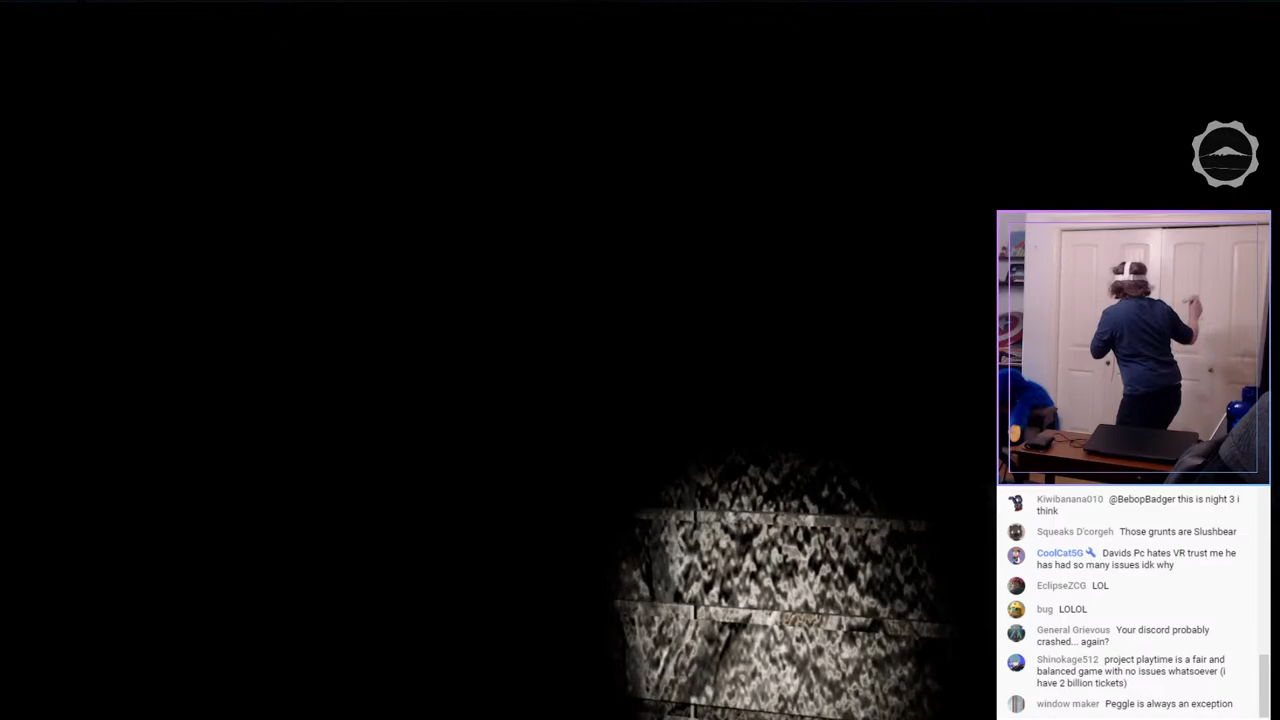 Kiwibanana010 @BebopBadger this is night 3 i
think
Squeaks D'corgeh Those grunts are Slushbear
CoolCat5G Davids Pc hates VR trust me he
has had so many issues idk why
EclipseZCG LOL
bug LOLOL
General Grievous Your discord probably
crashed... again?
Shinokage512 project playtime is a fair and
balanced game with no issues whatsoever (i
have 2 billion tickets)
window maker Peggle is always an exception